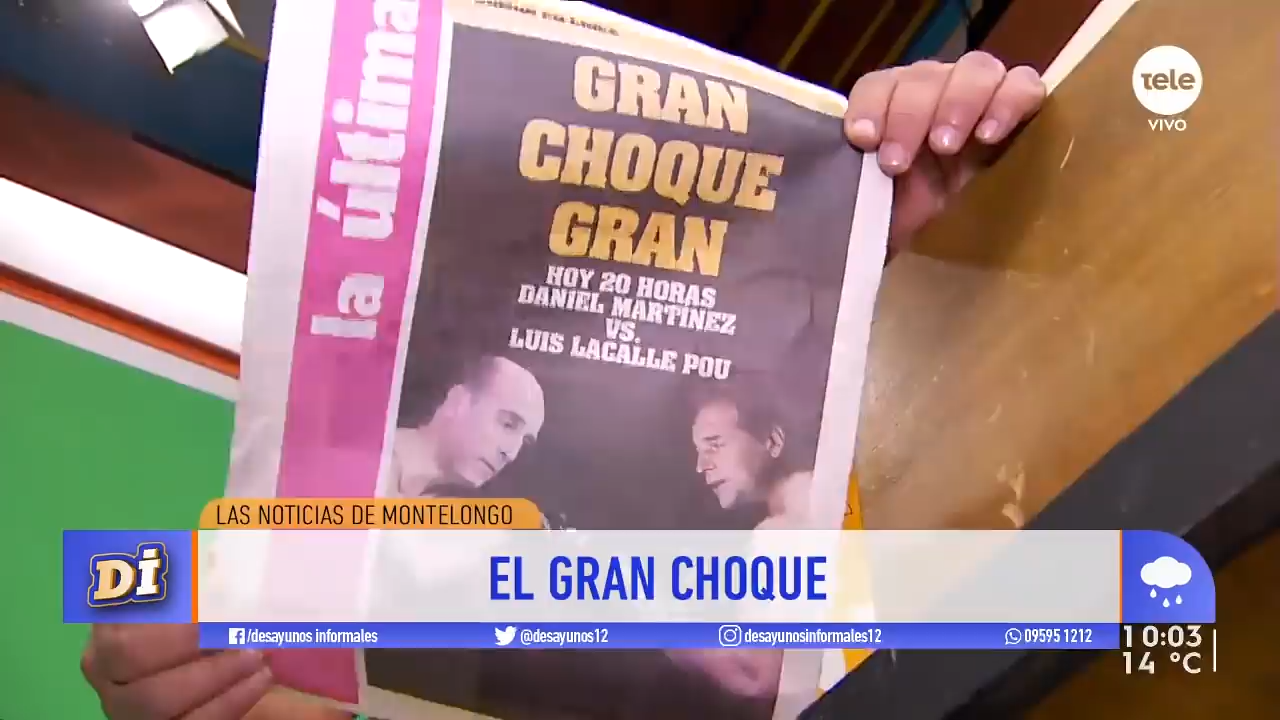 la última
GRAN
CHOQUE
GRAN
HOY 20 HORAS
DANIEL MARTÍNEZ
VS.
LUIS LACALLE POU
tele
VIVO
LAS NOTICIAS DE MONTELONGO
Di
EL GRAN CHOQUE
/desayunos informales
@desayunos12
desayunosinformales12
09595 1212
10:03
14 °C